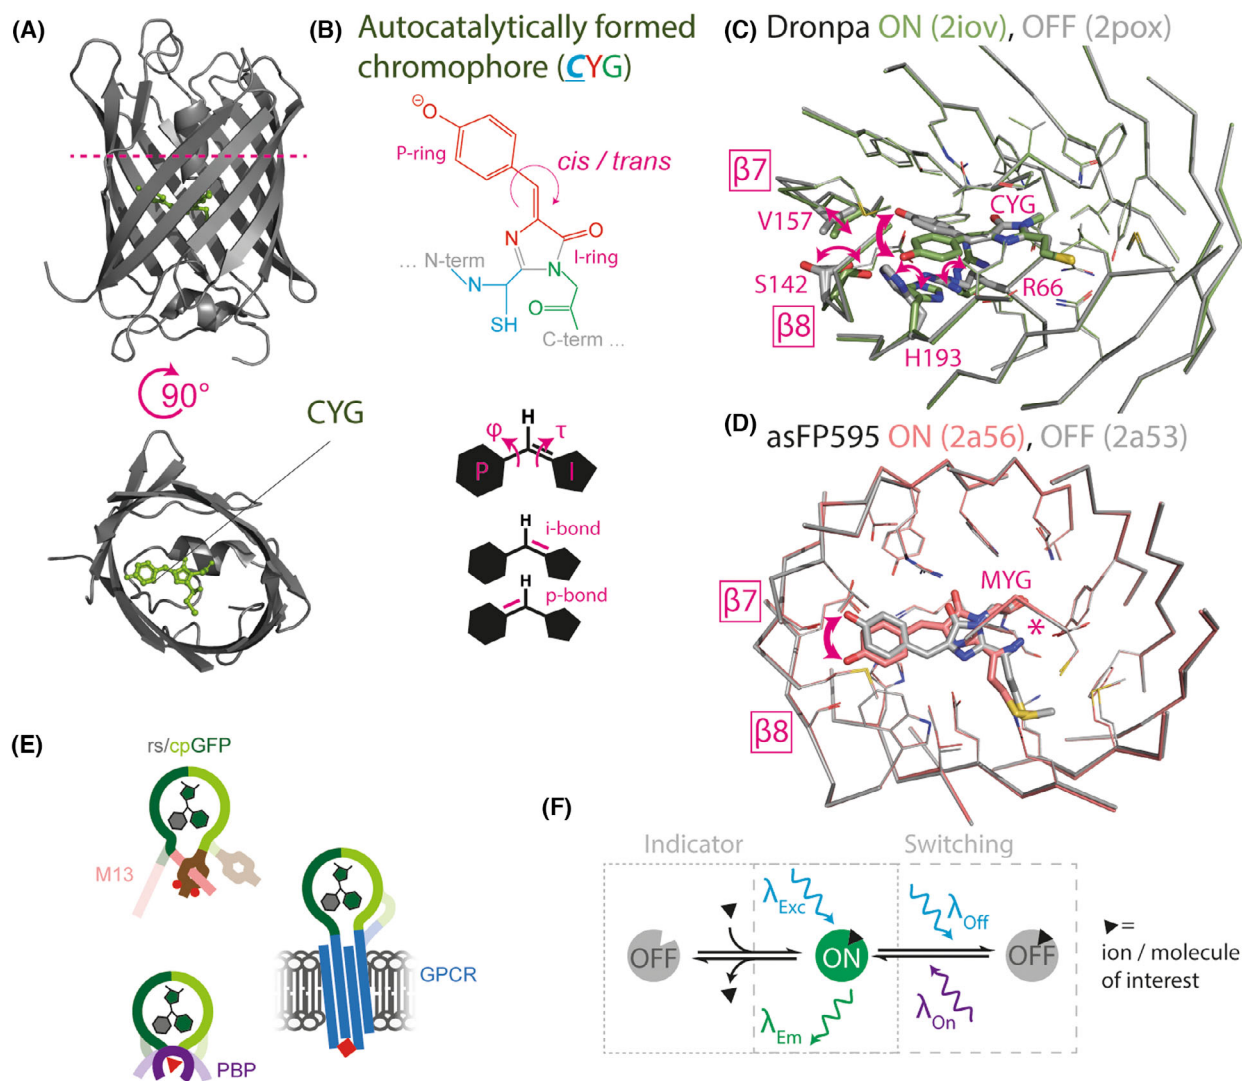 (A)
90°
CYG
(B) Autocatalytically formed
chromophore (CYG)
⊖
O
P-ring
cis / trans
N
O
I-ring
... N-term
N
N
N
SH
O
C-term ...
H
φ
τ
P
I
H
i-bond
H
p-bond
(C) Dronpa ON (2iov), OFF (2pox)
β7
V157
CYG
S142
R66
β8
H193
(D) asFP595 ON (2a56), OFF (2a53)
MYG
β7
*
β8
(E)
rs/cpGFP
M13
GPCR
PBP
(F)
Indicator
Switching
λExc
λOff
OFF
ON
OFF
λEm
λOn
=
ion / molecule
of interest